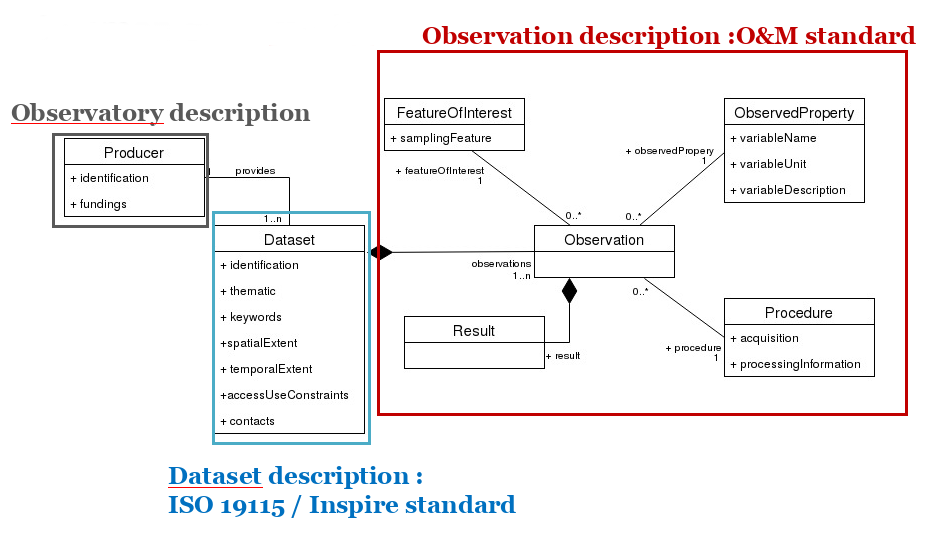 Observation description :O&M standard
Observatory description
Producer
+ identification
+ fundings
1
provides
1..n
Dataset
+ identification
+ thematic
+ keywords
+spatialExtent
+ temporalExtent
+accessUseConstraints
+ contacts
FeatureOfInterest
+ samplingFeature
+ featureOfInterest
1
0..*
ObservedProperty
+ variableName
+ variableUnit
+ variableDescription
+ observedPropery
1
0..*
Observation
observations
1..n
0..*
Result
+ result
Procedure
+ acquisition
+ processingInformation
+ procedure
1
Dataset description :
ISO 19115 / Inspire standard